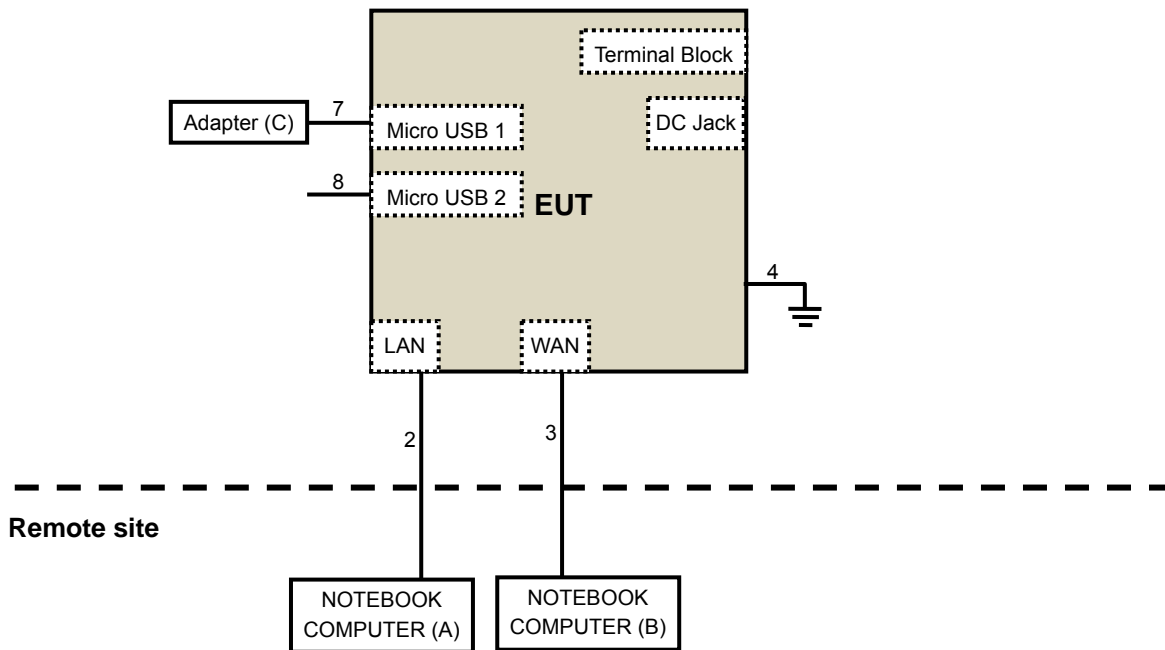 Terminal Block
7
Adapter (C)
Micro USB 1
DC Jack
8
Micro USB 2
EUT
4
LAN
WAN
2
3
Remote site
NOTEBOOK
COMPUTER (A)
NOTEBOOK
COMPUTER (B)